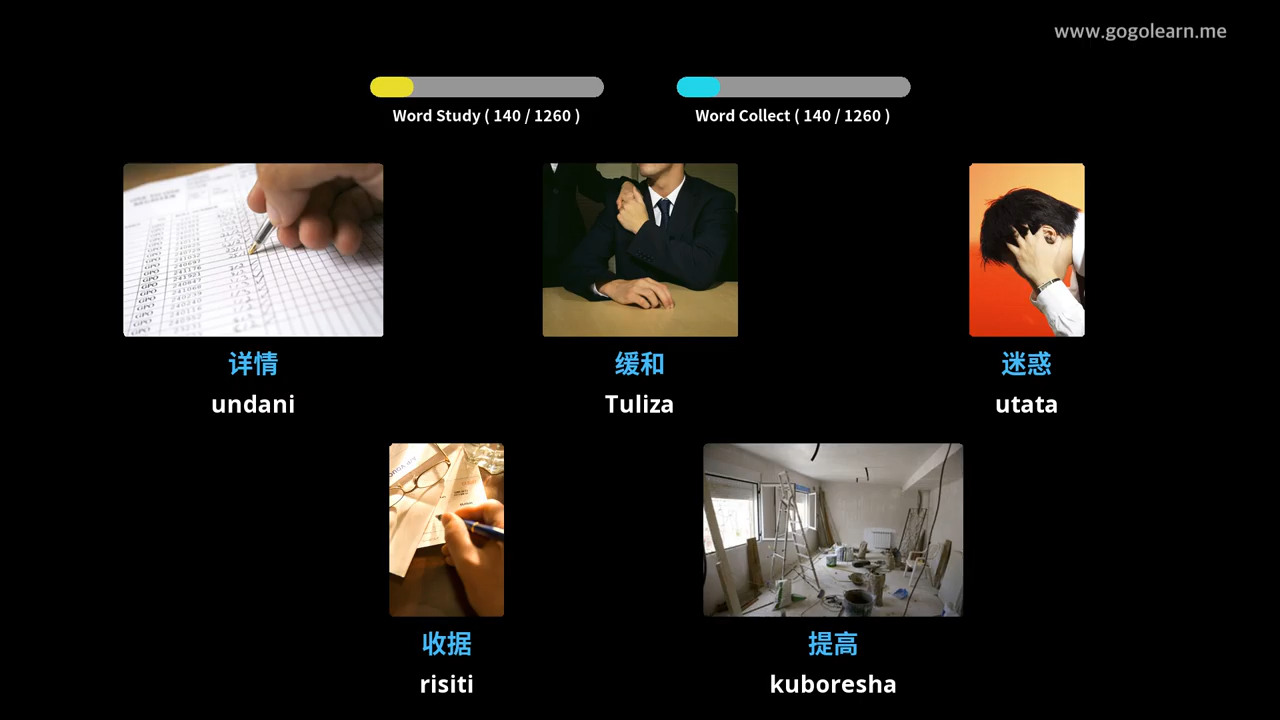 www.gogolearn.me
Word Study ( 140 / 1260 )
Word Collect ( 140 / 1260 )
详情
undani
缓和
Tuliza
迷惑
utata
收据
risiti
提高
kuboresha